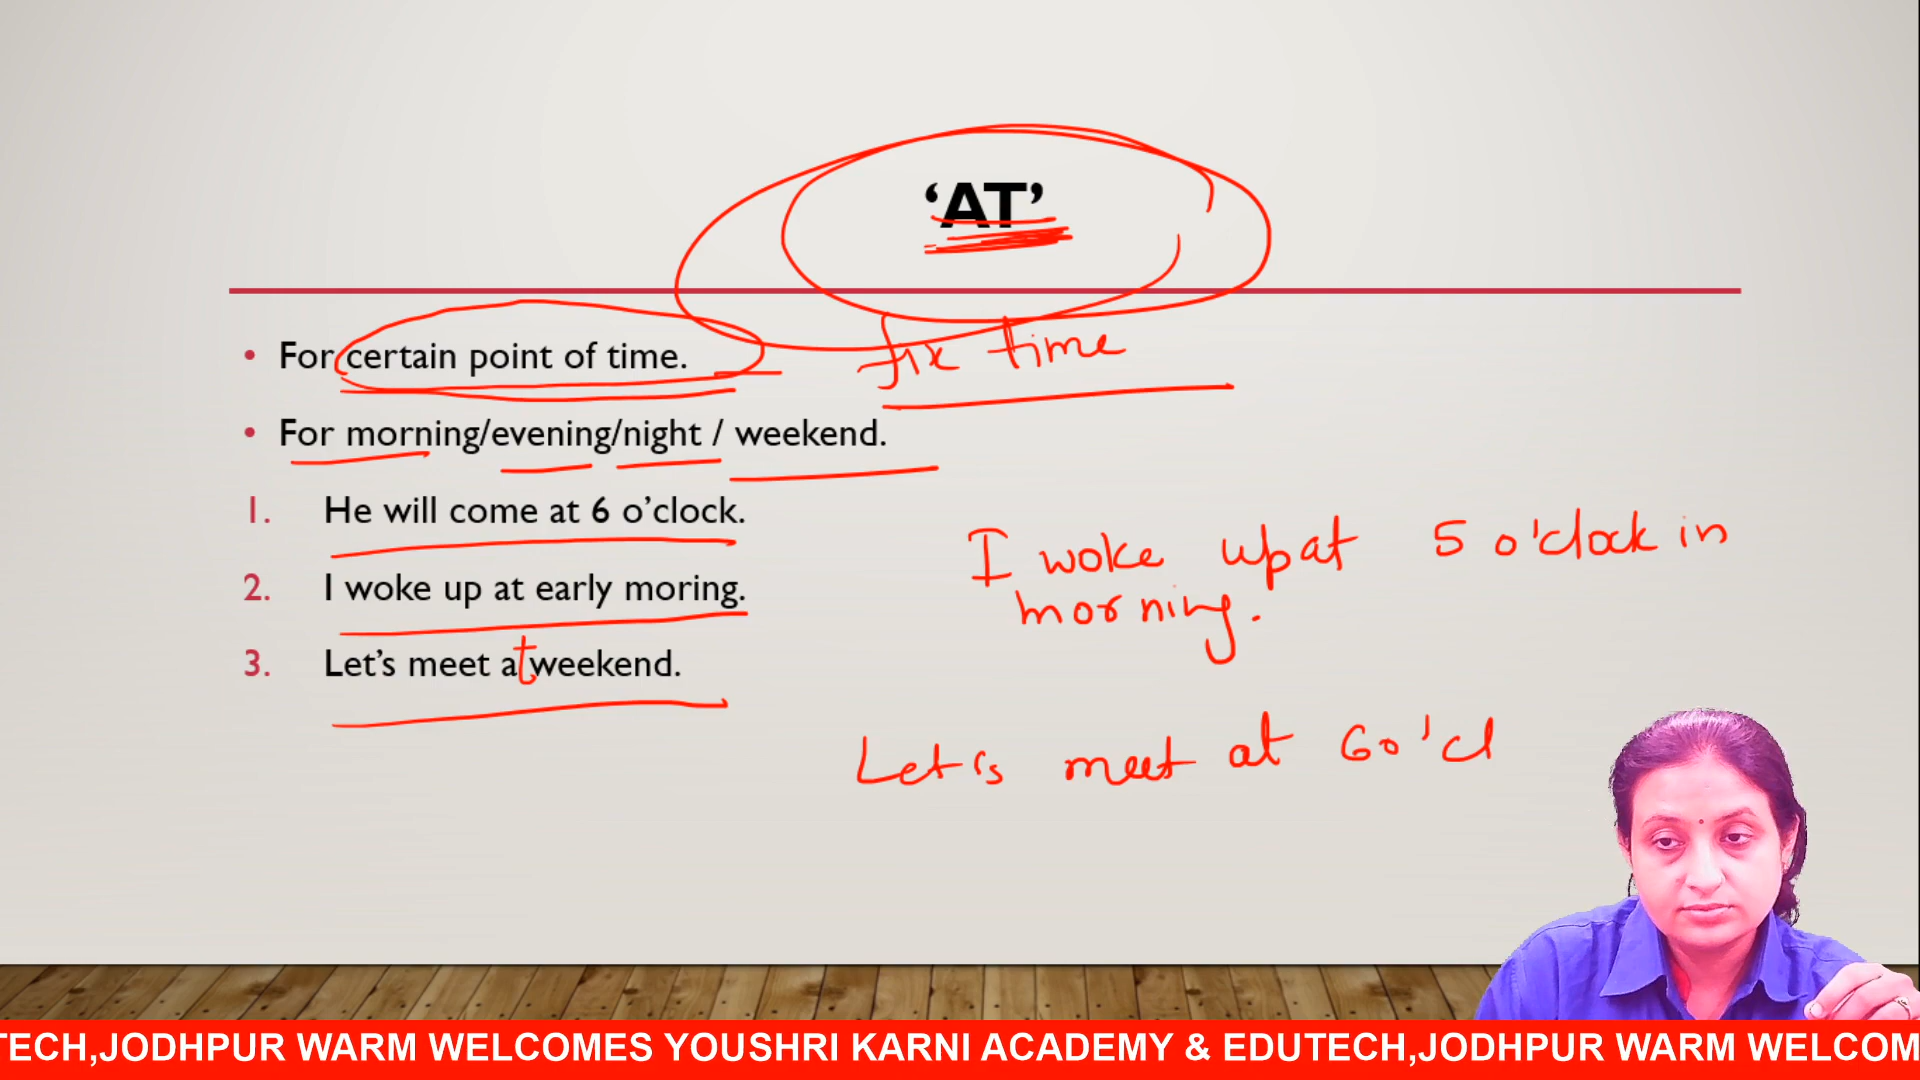 ‘AT’
• For certain point of time.
fix time
• For morning/evening/night / weekend.
1. He will come at 6 o’clock.
I woke up at 5 o'clock in
morning.
2. I woke up at early moring.
3. Let’s meet at weekend.
Let's meet at 6 o'cl
TECH,JODHPUR WARM WELCOMES YOUSHRI KARNI ACADEMY & EDUTECH,JODHPUR WARM WELCOM